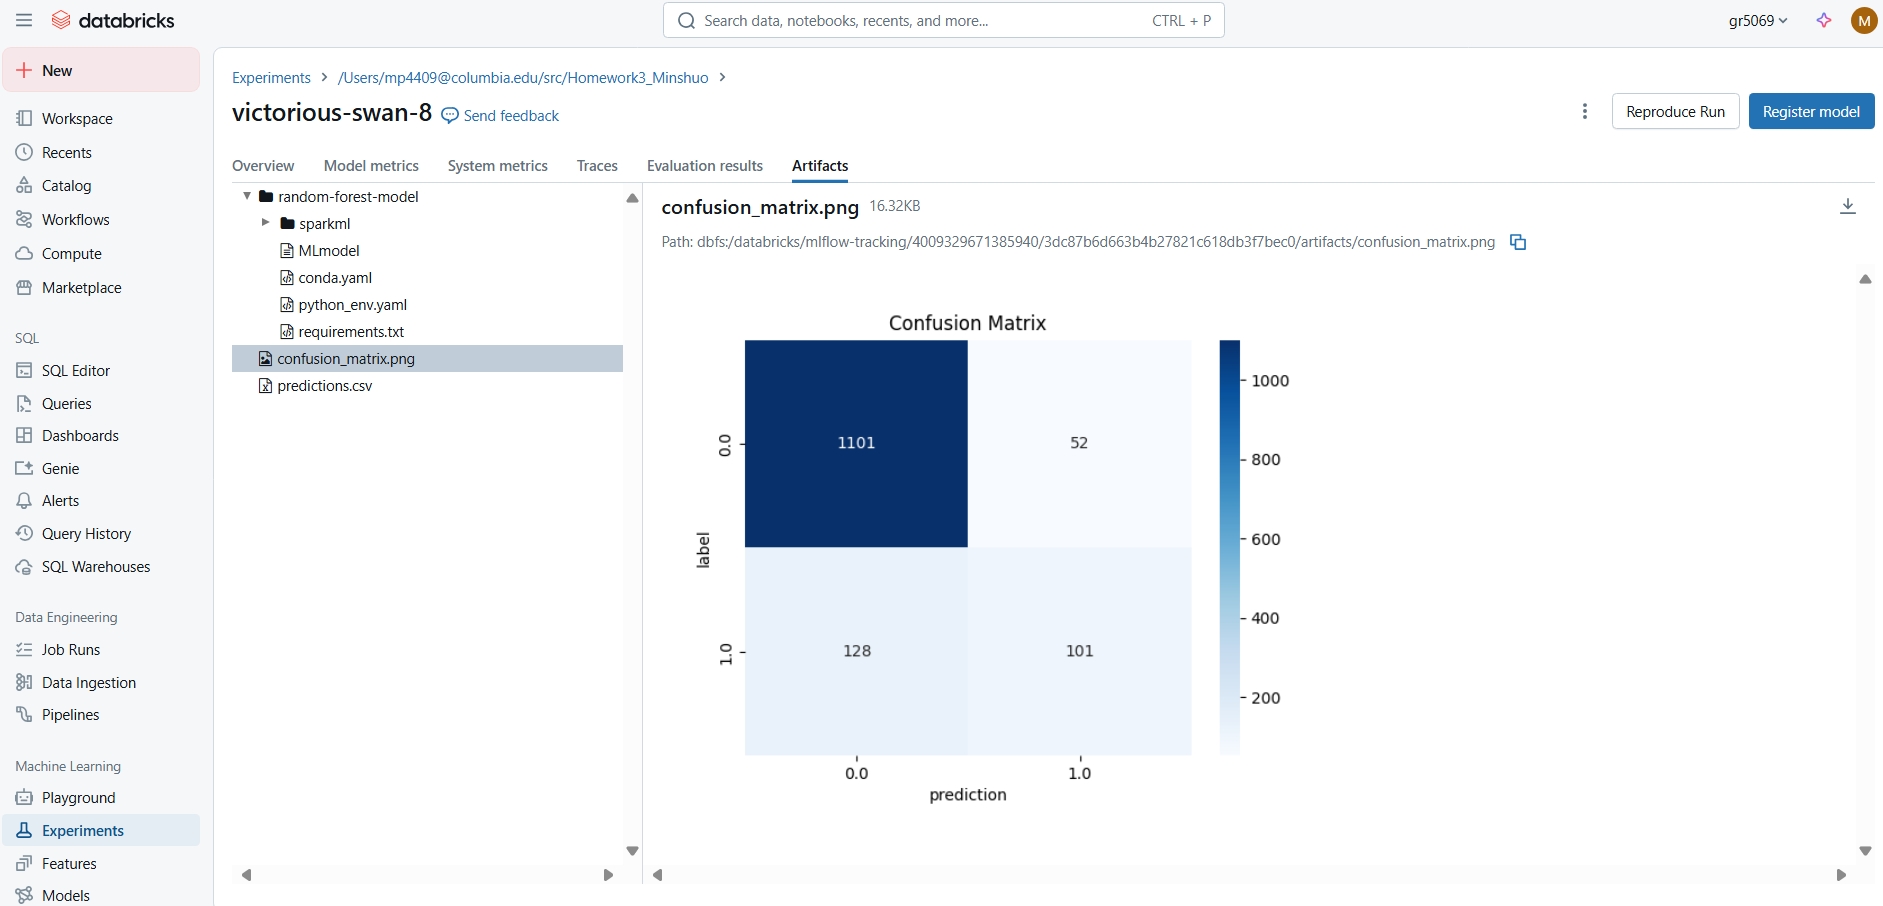 databricks
Search data, notebooks, recents, and more...
CTRL + P
gr5069
M
New
Workspace
Recents
Catalog
Workflows
Compute
Marketplace
SQL
SQL Editor
Queries
Dashboards
Genie
Alerts
Query History
SQL Warehouses
Data Engineering
Job Runs
Data Ingestion
Pipelines
Machine Learning
Playground
Experiments
Features
Models
Experiments > /Users/mp4409@columbia.edu/src/Homework3_Minshuo >
victorious-swan-8
Send feedback
Reproduce Run
Register model
Overview
Model metrics
System metrics
Traces
Evaluation results
Artifacts
random-forest-model
sparkml
MLmodel
conda.yaml
python_env.yaml
requirements.txt
confusion_matrix.png
predictions.csv
confusion_matrix.png 16.32KB
Path: dbfs:/databricks/mlflow-tracking/4009329671385940/3dc87b6d663b4b27821c618db3f7bec0/artifacts/confusion_matrix.png
Confusion Matrix
label
0.0
1101
52
1.0
128
101
0.0
1.0
prediction
1000
800
600
400
200